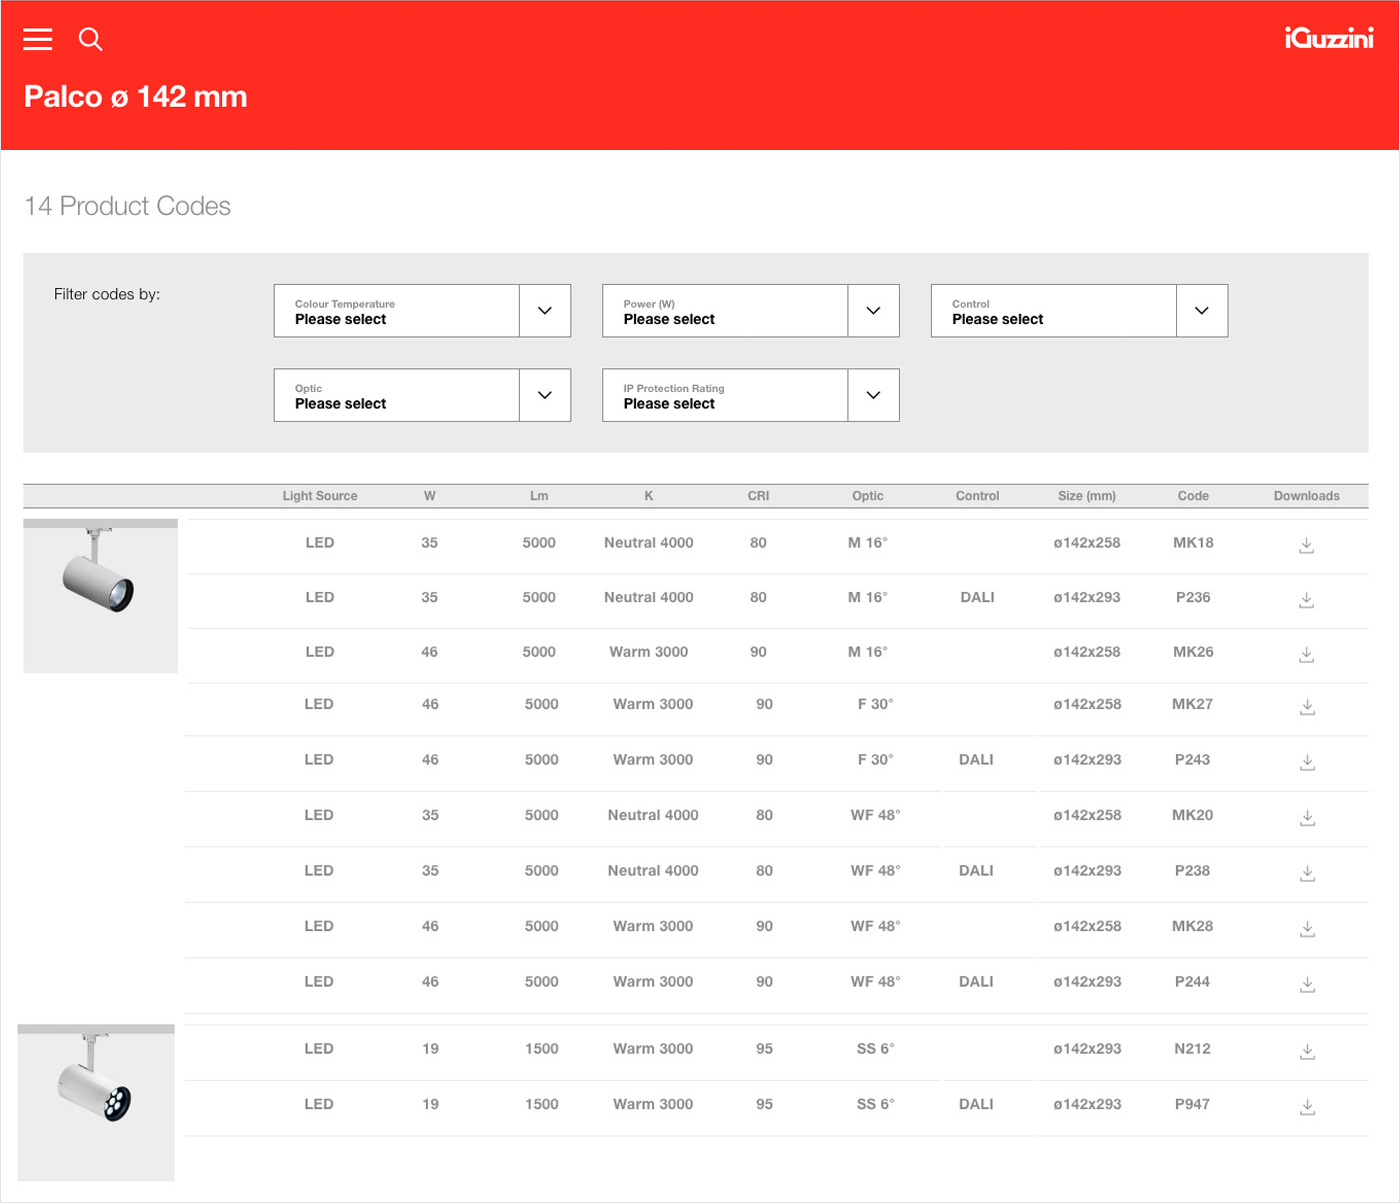 iGuzzini
Palco ø 142 mm
14 Product Codes
Filter codes by:
Colour Temperature
Please select
Power (W)
Please select
Control
Please select
Optic
Please select
IP Protection Rating
Please select
Light Source W Lm K CRI Optic Control Size (mm) Code Downloads
LED 35 5000 Neutral 4000 80 M 16° ø142x258 MK18
LED 35 5000 Neutral 4000 80 M 16° DALI ø142x293 P236
LED 46 5000 Warm 3000 90 M 16° ø142x258 MK26
LED 46 5000 Warm 3000 90 F 30° ø142x258 MK27
LED 46 5000 Warm 3000 90 F 30° DALI ø142x293 P243
LED 35 5000 Neutral 4000 80 WF 48° ø142x258 MK20
LED 35 5000 Neutral 4000 80 WF 48° DALI ø142x293 P238
LED 46 5000 Warm 3000 90 WF 48° ø142x258 MK28
LED 46 5000 Warm 3000 90 WF 48° DALI ø142x293 P244
LED 19 1500 Warm 3000 95 SS 6° ø142x293 N212
LED 19 1500 Warm 3000 95 SS 6° DALI ø142x293 P947